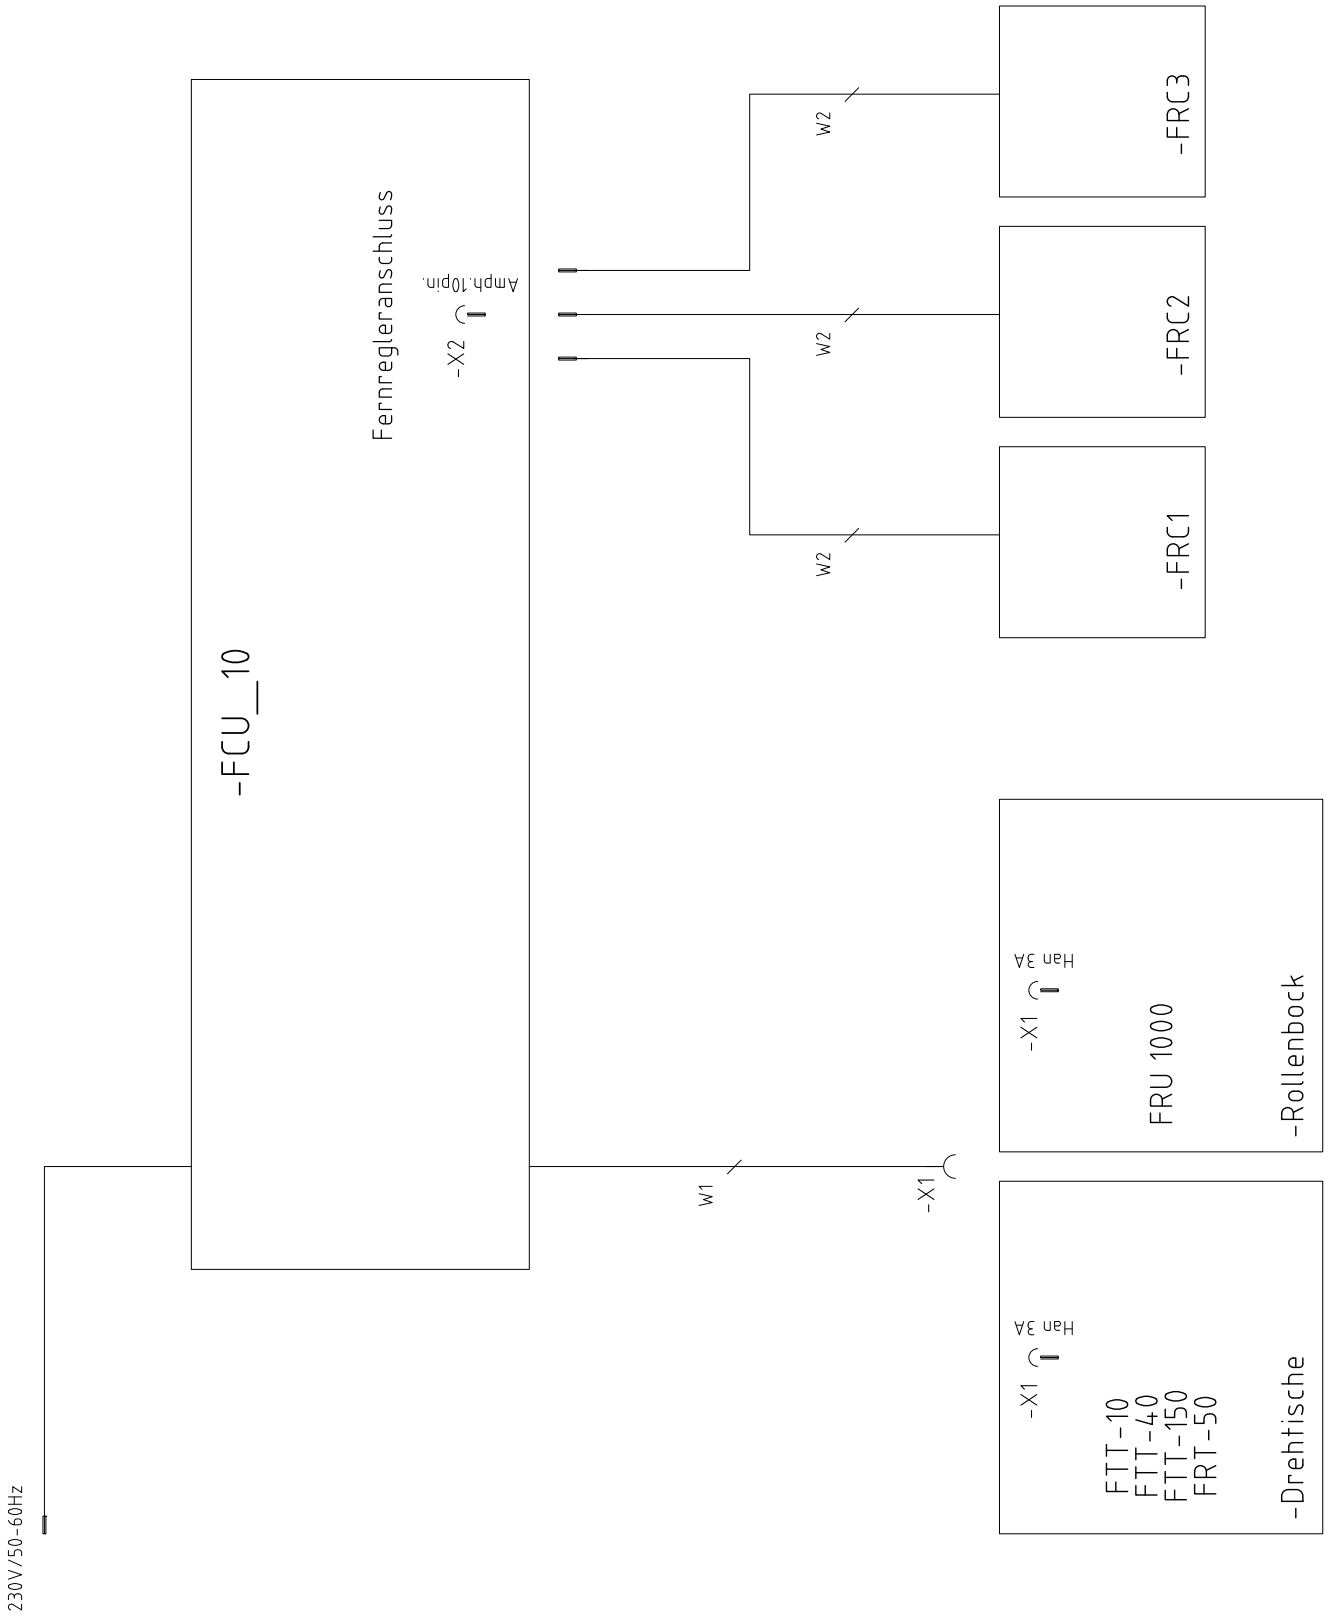 230V/50-60Hz
-FCU__10
Fernregleranschluss
-X2
Amph.10pin.
W1
-X1
W2
W2
W2
-X1
Han 3A
FTT-10
FTT-40
FTT-150
FRT-50
-Drehtische
-X1
Han 3A
FRU 1000
-Rollenbock
-FRC1
-FRC2
-FRC3